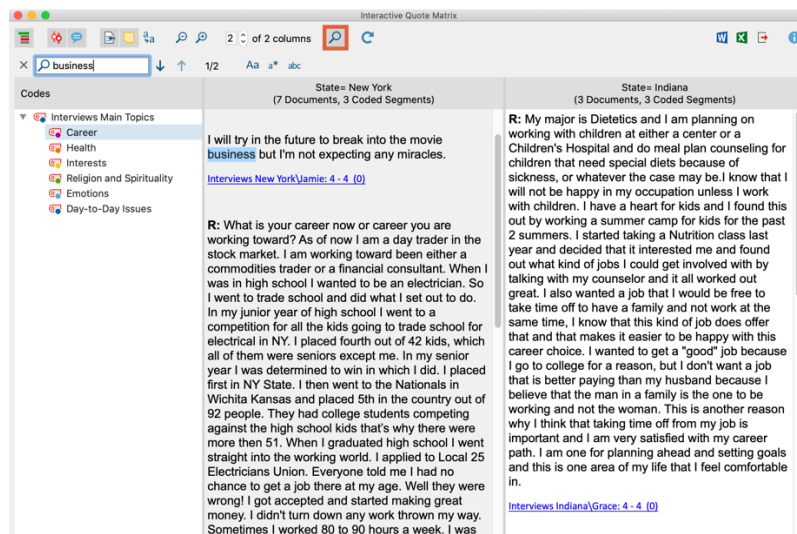 Interactive Quote Matrix
2 of 2 columns
business 1/2 Aa a* abc
Codes
State= New York
(7 Documents, 3 Coded Segments)
State= Indiana
(3 Documents, 3 Coded Segments)
Interviews Main Topics
Career
Health
Interests
Religion and Spirituality
Emotions
Day-to-Day Issues
I will try in the future to break into the movie
business but I'm not expecting any miracles.
Interviews New York\Jamie: 4 - 4 (0)
R: What is your career now or career you are
working toward? As of now I am a day trader in the
stock market. I am working toward been either a
commodities trader or a financial consultant. When I
was in high school I wanted to be an electrician. So
I went to trade school and did what I set out to do.
In my junior year of high school I went to a
competition for all the kids going to trade school for
electrical in NY. I placed fourth out of 42 kids, which
all of them were seniors except me. In my senior
year I was determined to win in which I did. I placed
first in NY State. I then went to the Nationals in
Wichita Kansas and placed 5th in the country out of
92 people. They had college students competing
against the high school kids that's why there were
more then 51. When I graduated high school I went
straight into the working world. I applied to Local 25
Electricians Union. Everyone told me I had no
chance to get a job there at my age. Well they were
wrong! I got accepted and started making great
money. I didn't turn down any work thrown my way.
Sometimes I worked 80 to 90 hours a week. I was
R: My major is Dietetics and I am planning on
working with children at either a center or a
Children's Hospital and do meal plan counseling for
children that need special diets because of
sickness, or whatever the case may be.I know that I
will not be happy in my occupation unless I work
with children. I have a heart for kids and I found this
out by working a summer camp for kids for the past
2 summers. I started taking a Nutrition class last
year and decided that it interested me and found
out what kind of jobs I could get involved with by
talking with my counselor and it all worked out
great. I also wanted a job that I would be free to
take time off to have a family and not work at the
same time, I know that this kind of job does offer
that and that makes it easier to be happy with this
career choice. I wanted to get a "good" job because
I go to college for a reason, but I don't want a job
that is better paying than my husband because I
believe that the man in a family is the one to be
working and not the woman. This is another reason
why I think that taking time off from my job is
important and I am very satisfied with my career
path. I am one for planning ahead and setting goals
and this is one area of my life that I feel comfortable
in.
Interviews Indiana\Grace: 4 - 4 (0)